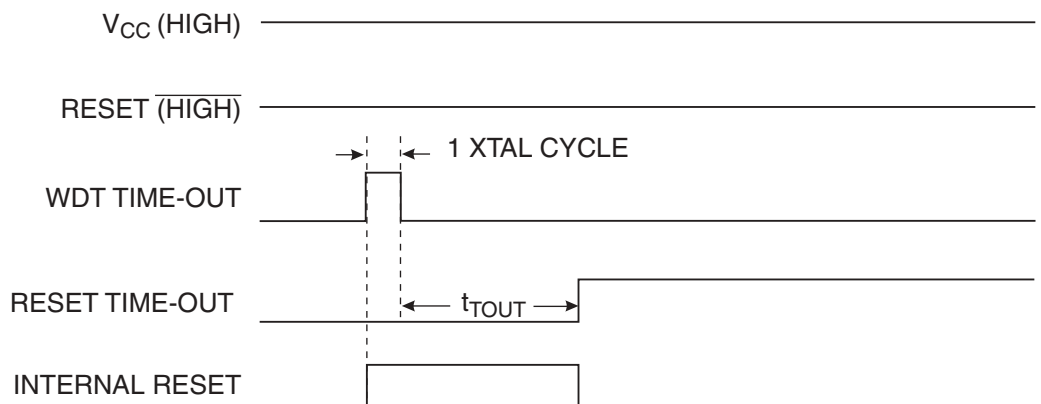 VCC (HIGH)
RESET (HIGH)
1 XTAL CYCLE
WDT TIME-OUT
RESET TIME-OUT
tTOUT
INTERNAL RESET